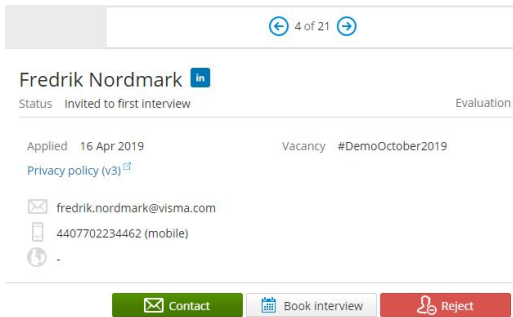 4 of 21
Fredrik Nordmark in
Status Invited to first interview Evaluation
Applied 16 Apr 2019 Vacancy #DemoOctober2019
Privacy policy (v3)
fredrik.nordmark@visma.com
4407702234462 (mobile)
-
Contact Book interview Reject